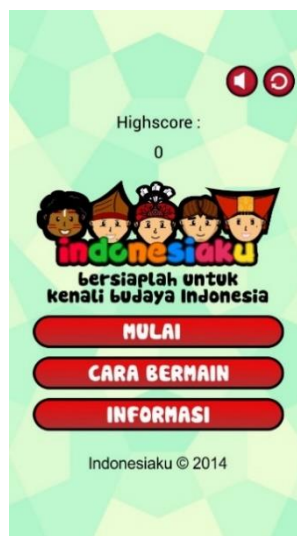 Highscore :
0
indonesiaku
bersiaplah untuk
kenali budaya Indonesia
MULAI
CARA BERMAIN
INFORMASI
Indonesiaku © 2014